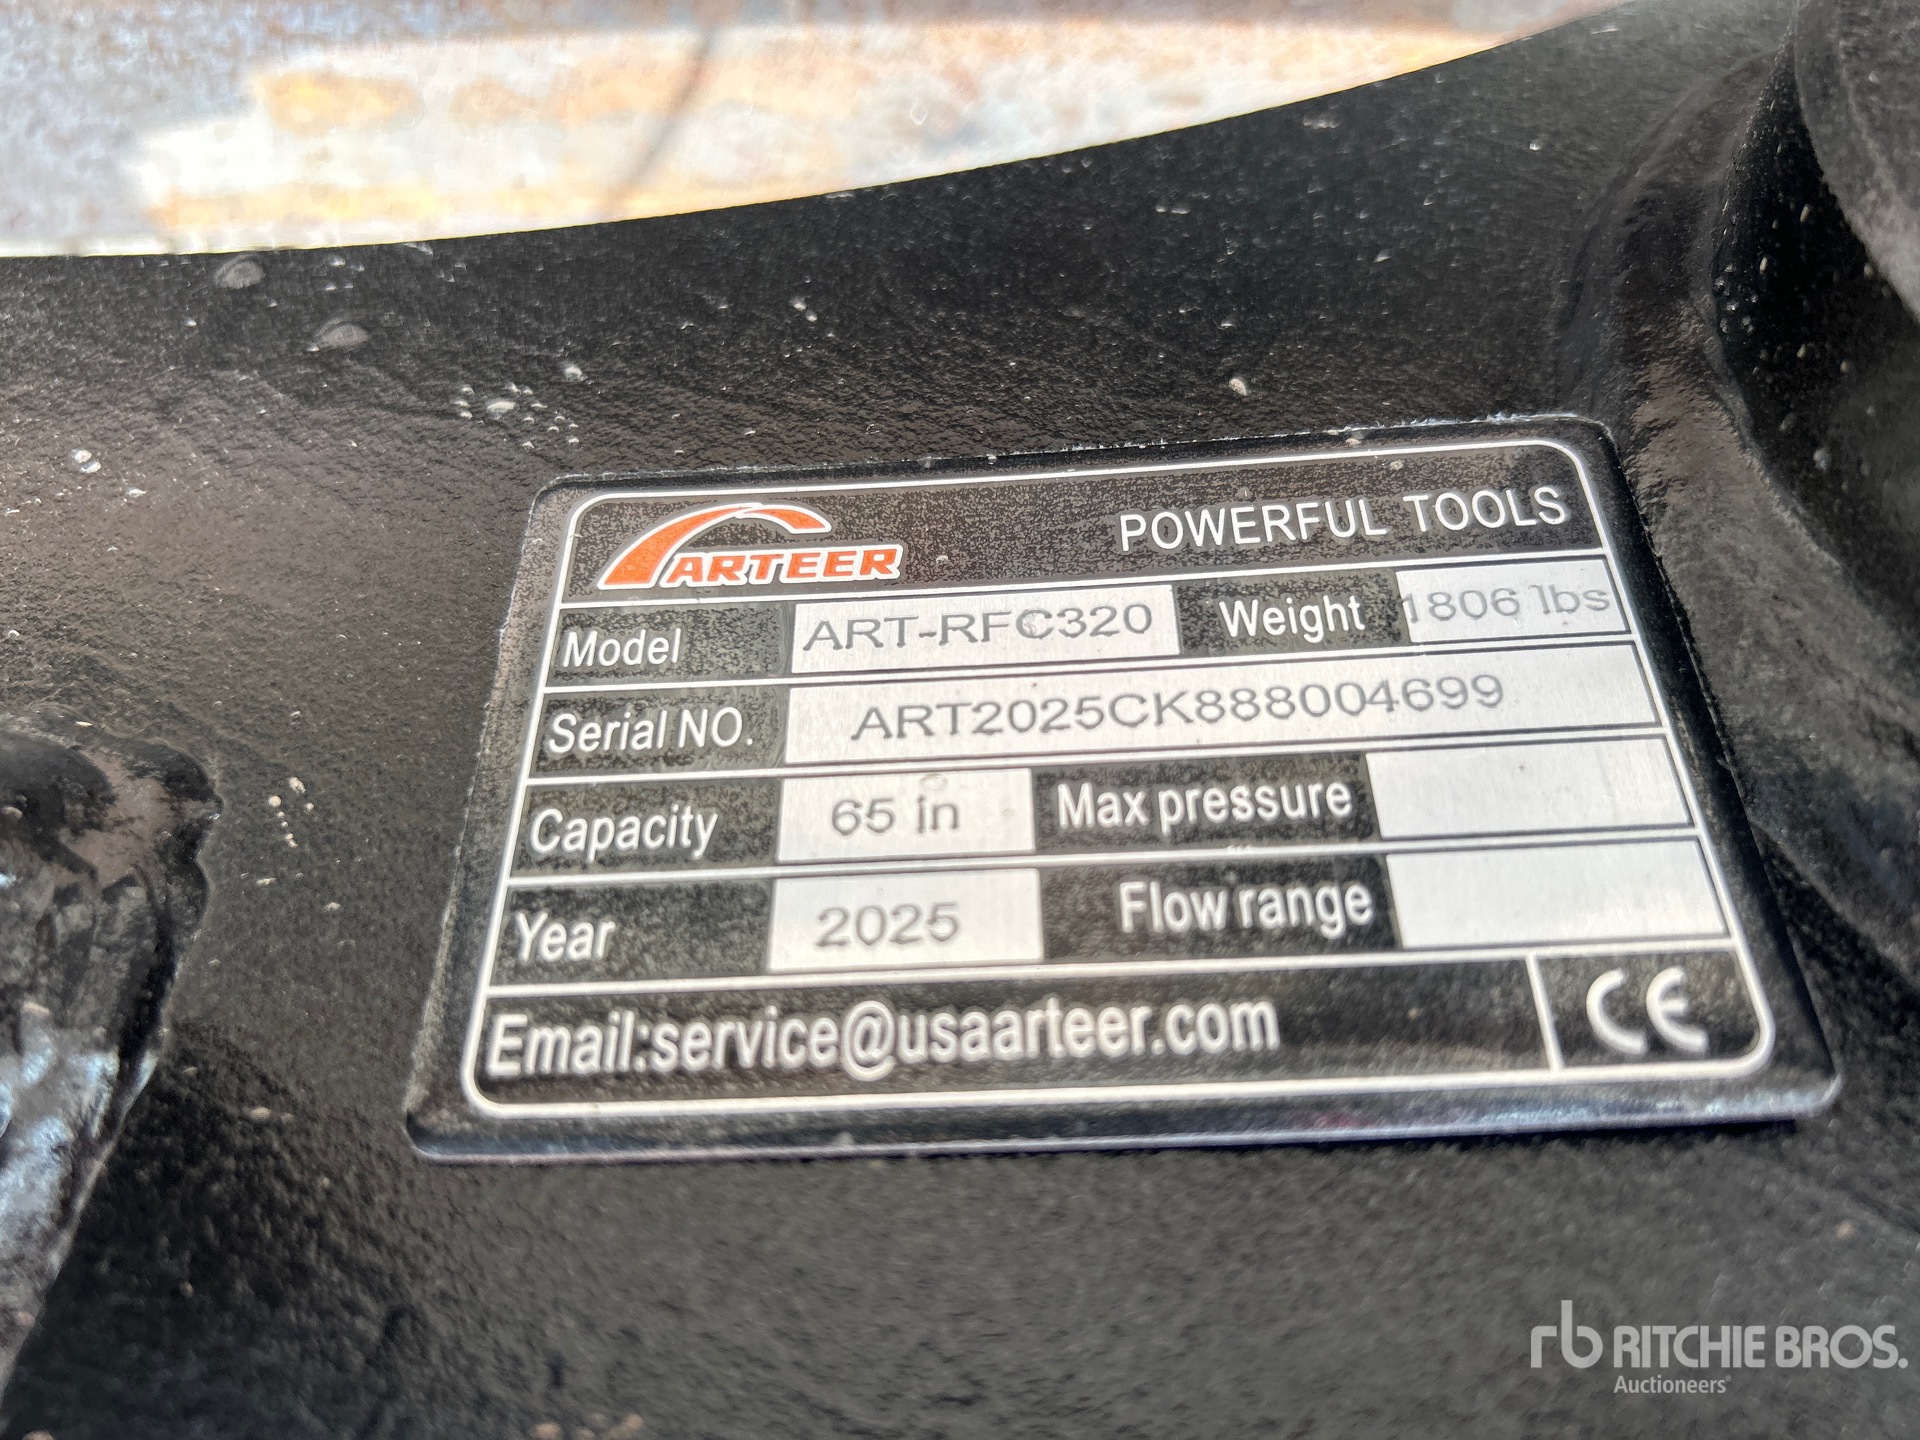 ARTEER POWERFUL TOOLS
Model ART-RFC320 Weight 1806 lbs
Serial NO. ART2025CK888004699
Capacity 65 in Max pressure
Year 2025 Flow range
Email:service@usaarteer.com CE
rb RITCHIE BROS.
Auctioneers